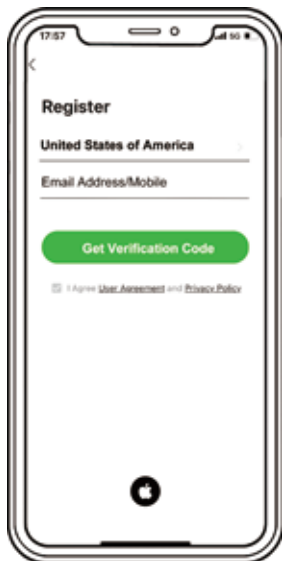 17:57
5G
Register
United States of America
Email Address/Mobile
Get Verification Code
I Agree User Agreement and Privacy Policy